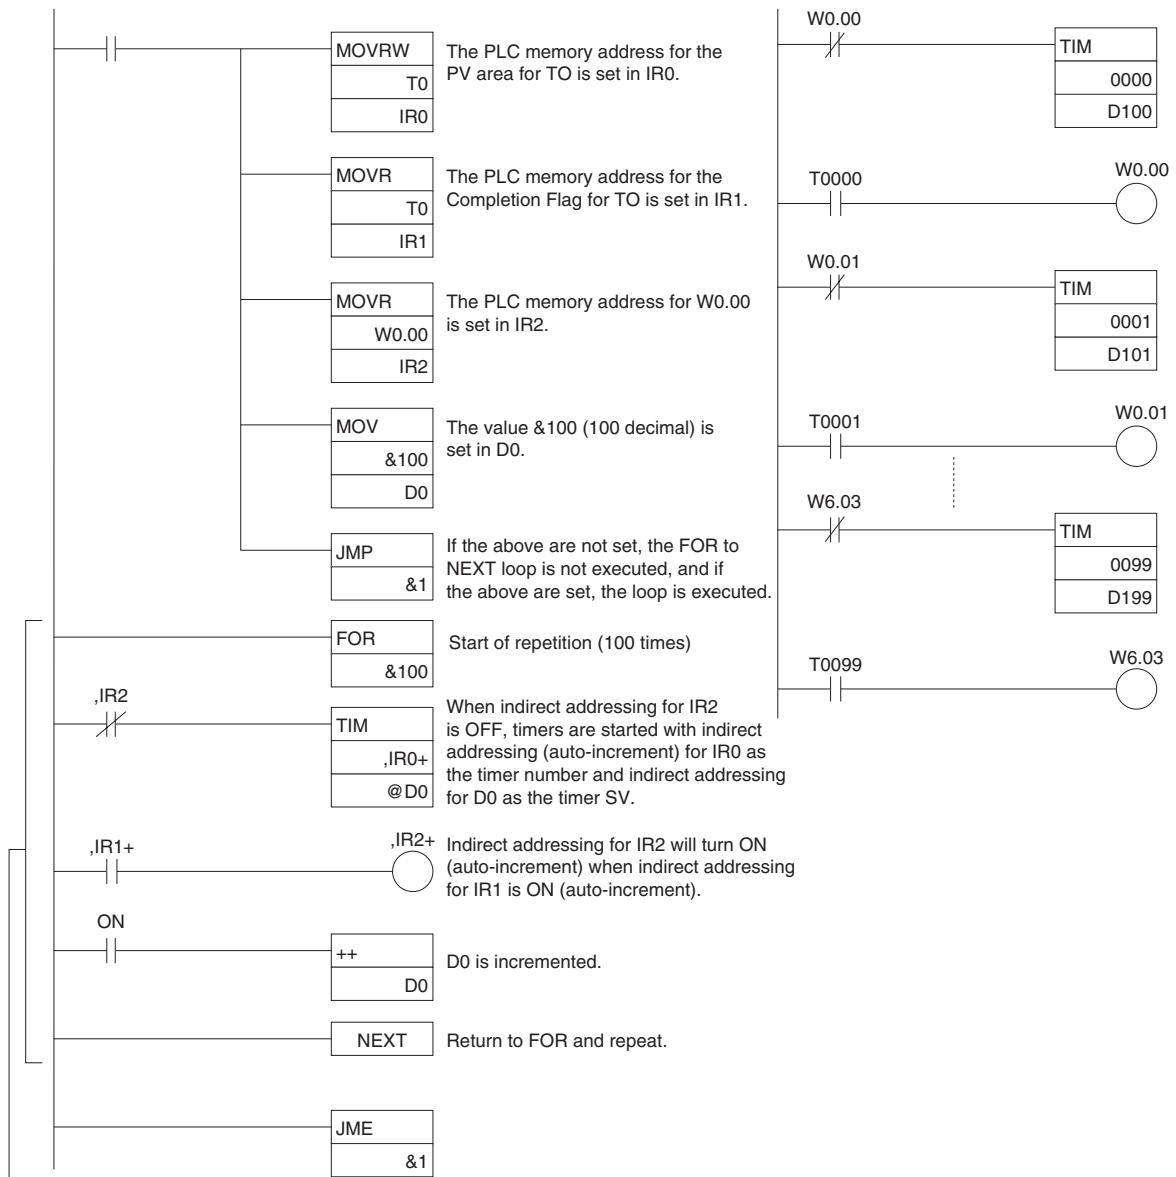 MOVRW
T0
IR0
The PLC memory address for the
PV area for TO is set in IR0.
MOVR
T0
IR1
The PLC memory address for the
Completion Flag for TO is set in IR1.
MOVR
W0.00
IR2
The PLC memory address for W0.00
is set in IR2.
MOV
&100
D0
The value &100 (100 decimal) is
set in D0.
JMP
&1
If the above are not set, the FOR to
NEXT loop is not executed, and if
the above are set, the loop is executed.
FOR
&100
Start of repetition (100 times)
,IR2
TIM
,IR0+
@D0
When indirect addressing for IR2
is OFF, timers are started with indirect
addressing (auto-increment) for IR0 as
the timer number and indirect addressing
for D0 as the timer SV.
,IR1+
,IR2+
Indirect addressing for IR2 will turn ON
(auto-increment) when indirect addressing
for IR1 is ON (auto-increment).
ON
++
D0
D0 is incremented.
NEXT
Return to FOR and repeat.
JME
&1
W0.00
TIM
0000
D100
T0000
W0.00
W0.01
TIM
0001
D101
T0001
W0.01
W6.03
TIM
0099
D199
T0099
W6.03